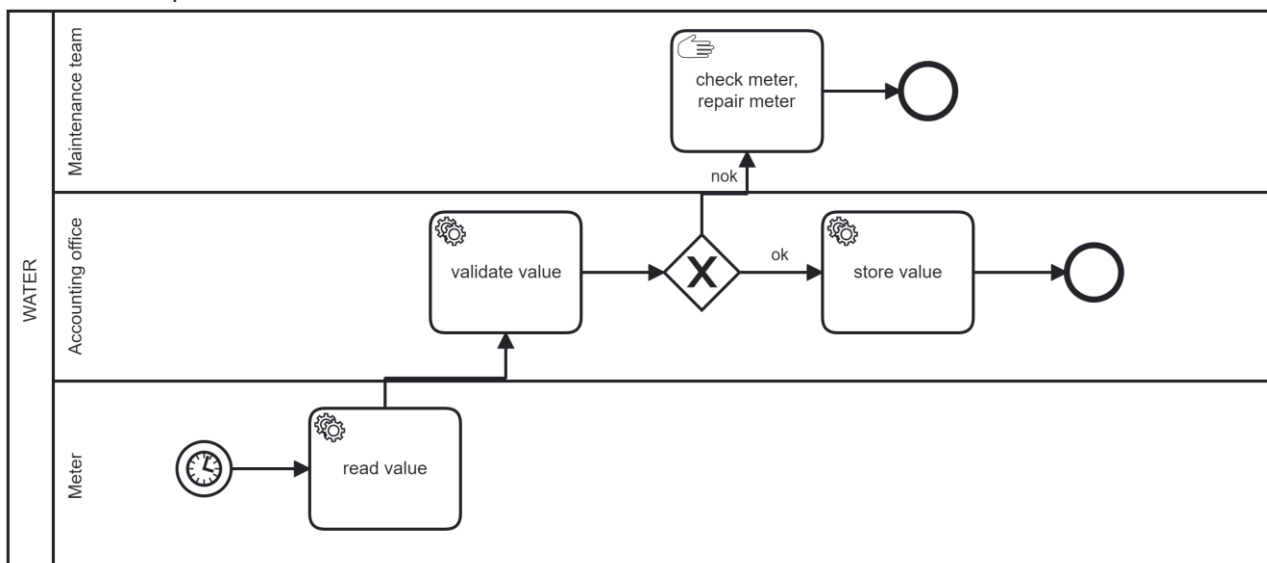 WATER
Maintenance team
check meter,
repair meter
nok
Accounting office
validate value
X
ok
store value
Meter
read value